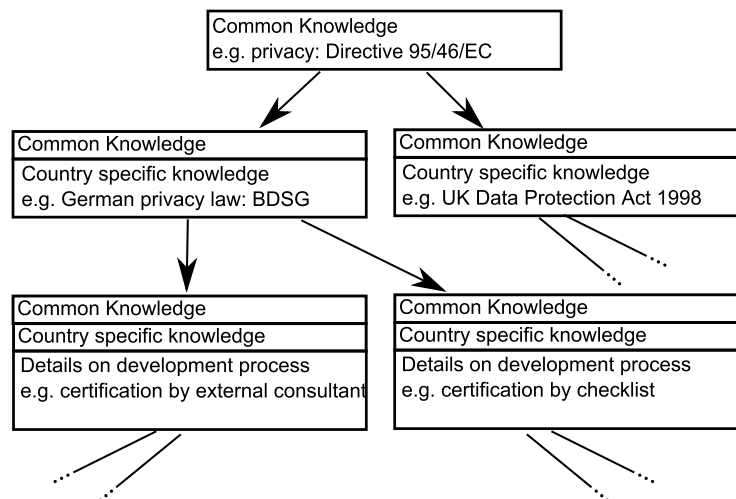 Common Knowledge
e.g. privacy: Directive 95/46/EC
Common Knowledge
Country specific knowledge
e.g. German privacy law: BDSG
Common Knowledge
Country specific knowledge
e.g. UK Data Protection Act 1998
Common Knowledge
Country specific knowledge
Details on development process
e.g. certification by external consultant
Common Knowledge
Country specific knowledge
Details on development process
e.g. certification by checklist